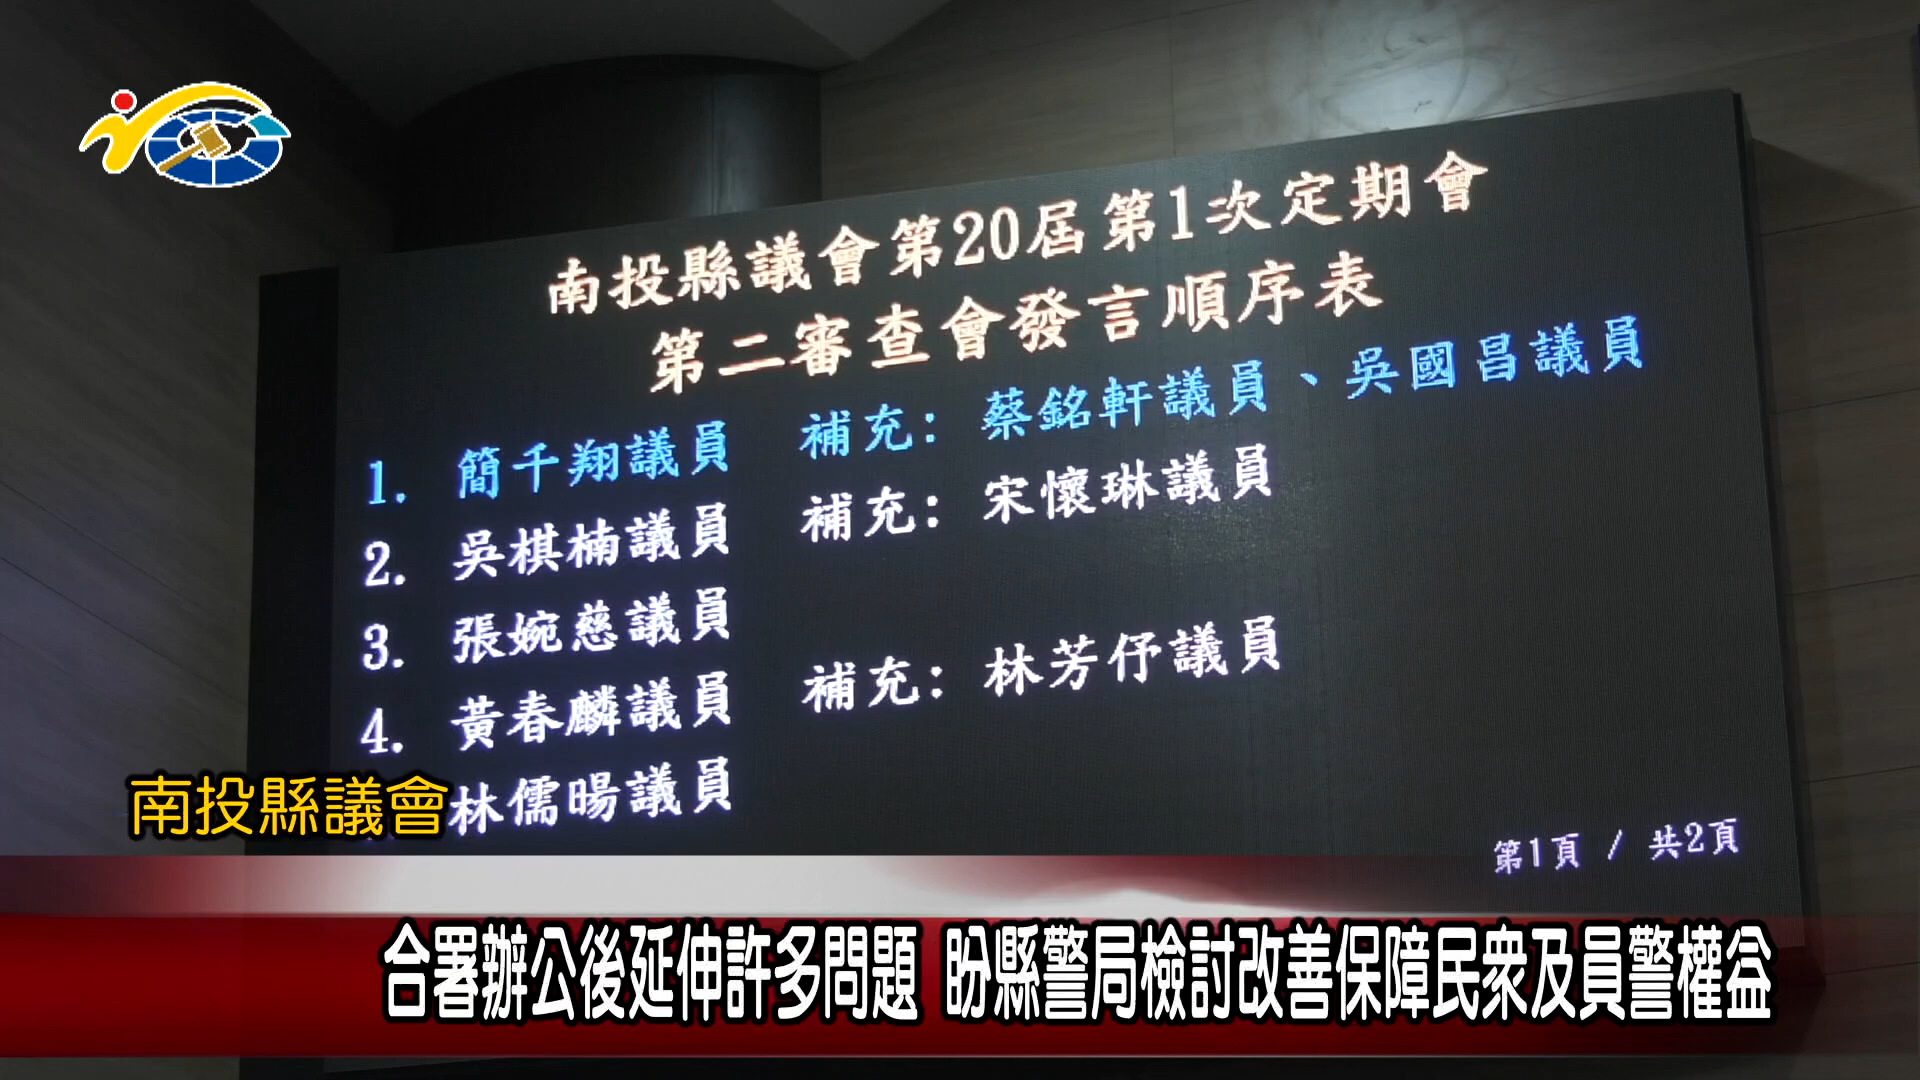 南投縣議會第20屆第1次定期會
第二審查會發言順序表
1. 簡千翔議員 補充: 蔡銘軒議員、吳國昌議員
2. 吳棋楠議員 補充: 宋懷琳議員
3. 張婉慈議員
4. 黃春麟議員 補充: 林芳伃議員
林儒暘議員
第1頁 / 共2頁
南投縣議會
合署辦公後延伸許多問題 盼縣警局檢討改善保障民眾及員警權益